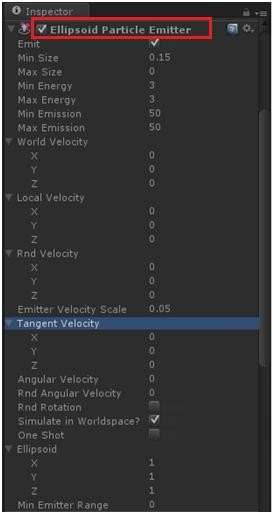 Inspector
Ellipsoid Particle Emitter
Emit
Min Size 0.15
Max Size 0
Min Energy 3
Max Energy 3
Min Emission 50
Max Emission 50
World Velocity
X 0
Y 0
Z 0
Local Velocity
X 0
Y 0
Z 0
Rnd Velocity
X 0
Y 0
Z 0
Emitter Velocity Scale 0.05
Tangent Velocity
X 0
Y 0
Z 0
Angular Velocity 0
Rnd Angular Velocity 0
Rnd Rotation
Simulate in Worldspace?
One Shot
Ellipsoid
X 1
Y 1
Z 1
Min Emitter Range 0